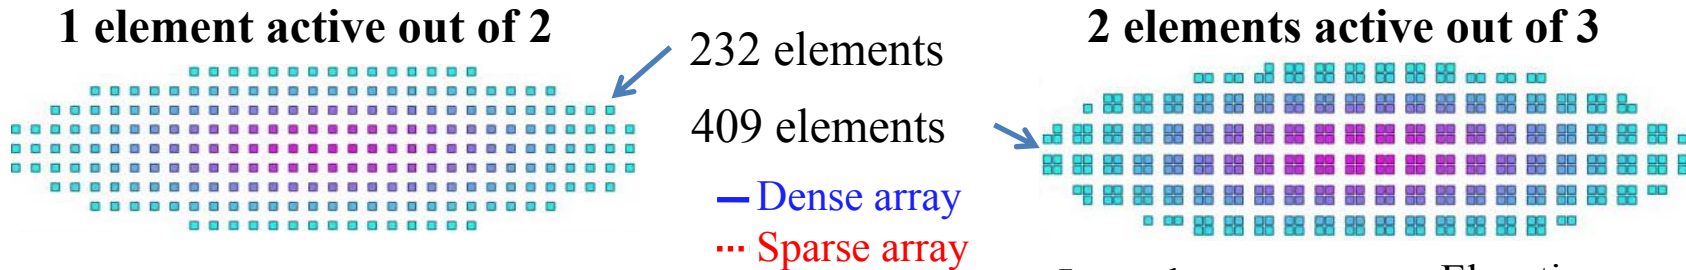 1 element active out of 2
232 elements
409 elements
Dense array
Sparse array
2 elements active out of 3